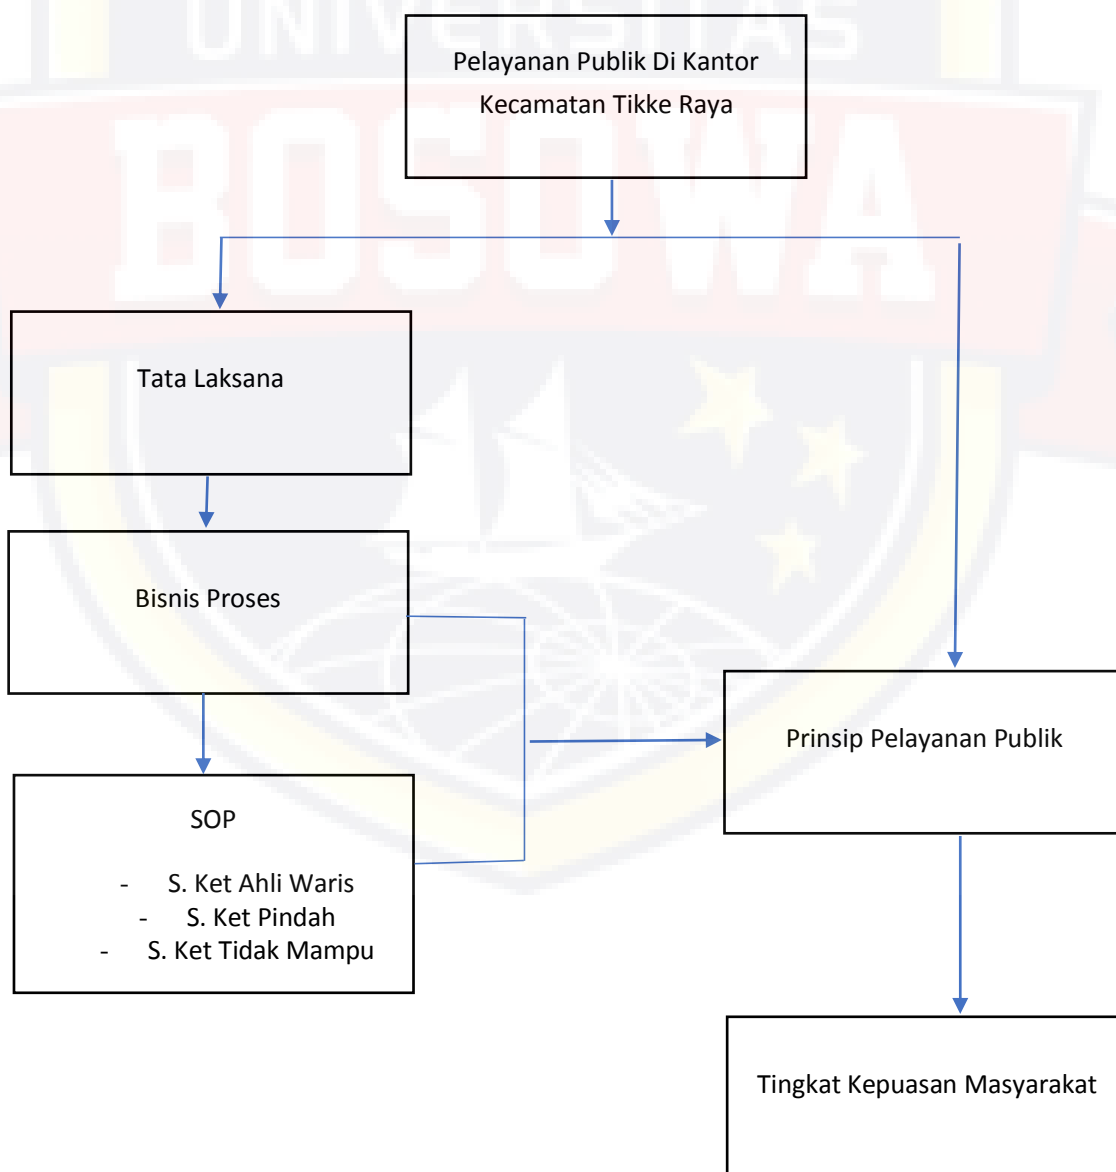 UNIVERSITAS
BOSOWA
Pelayanan Publik Di Kantor
Kecamatan Tikke Raya
Tata Laksana
Bisnis Proses
Prinsip Pelayanan Publik
SOP
- S. Ket Ahli Waris
- S. Ket Pindah
- S. Ket Tidak Mampu
Tingkat Kepuasan Masyarakat